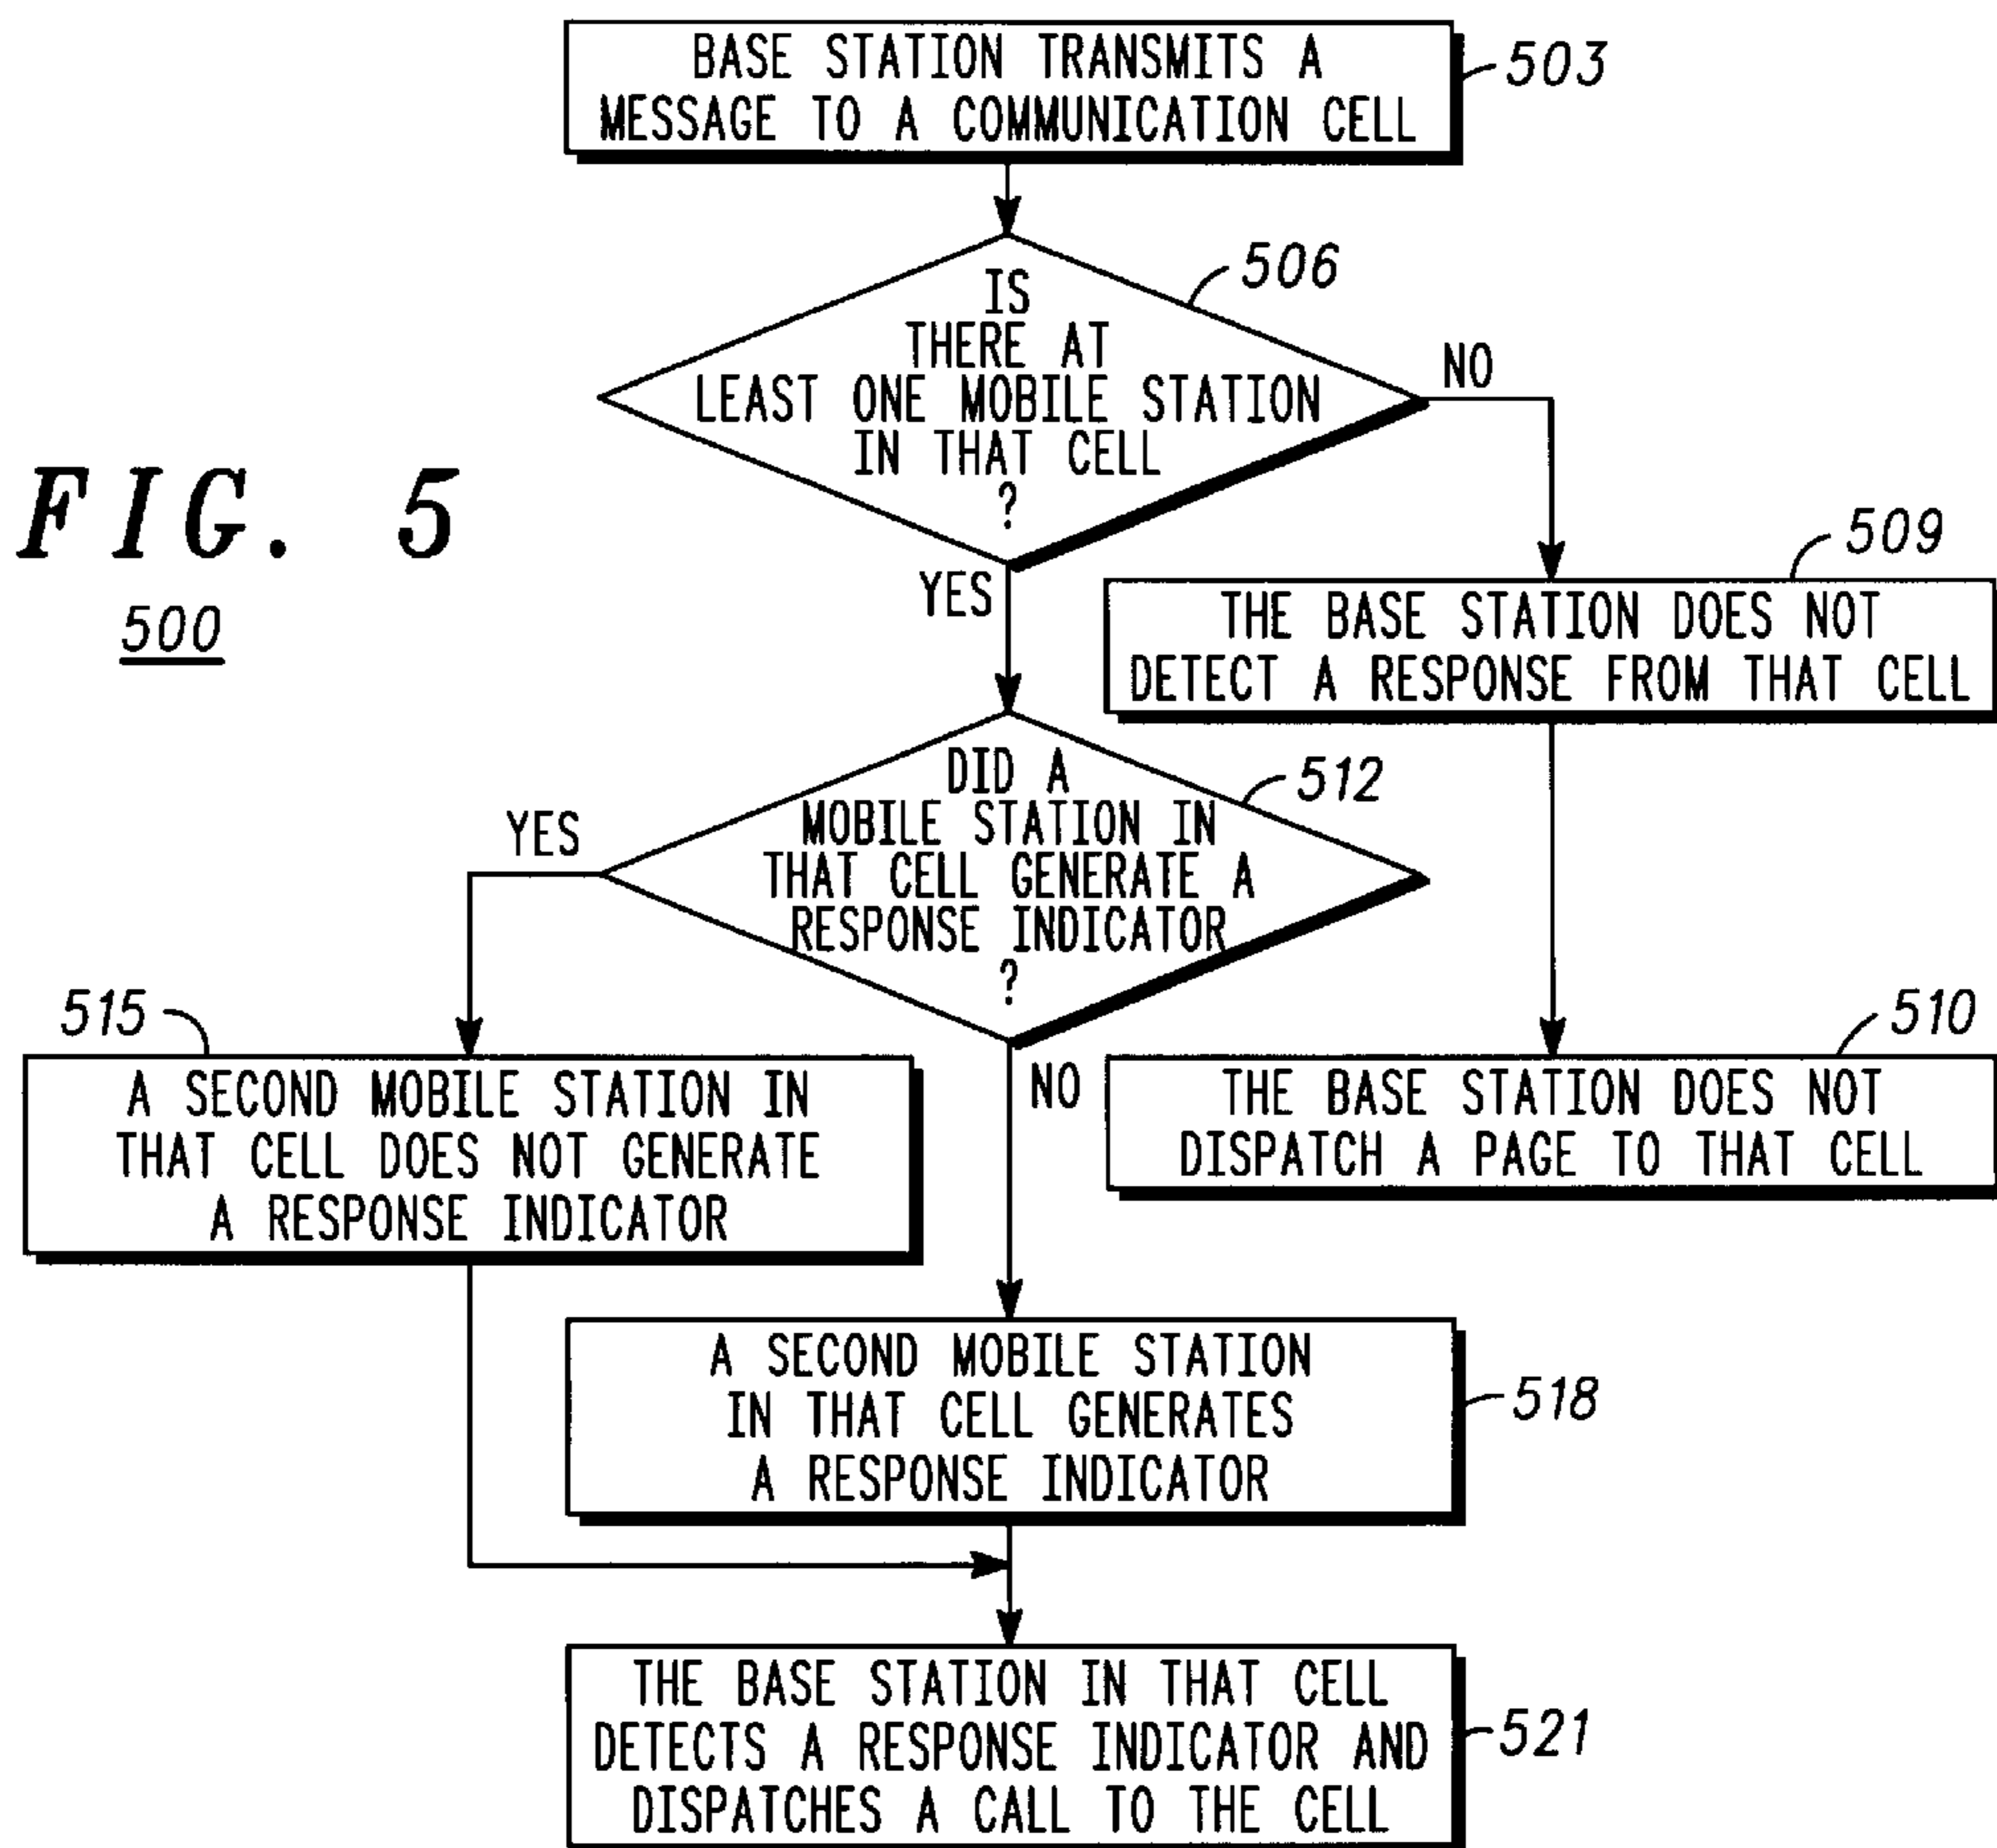 BASE STATION TRANSMITS A
MESSAGE TO A COMMUNICATION CELL
503
IS
THERE AT
LEAST ONE MOBILE STATION
IN THAT CELL
?
506
NO
YES
FIG. 5
500
THE BASE STATION DOES NOT
DETECT A RESPONSE FROM THAT CELL
509
DID A
MOBILE STATION IN
THAT CELL GENERATE A
RESPONSE INDICATOR
?
512
YES
NO
515
A SECOND MOBILE STATION IN
THAT CELL DOES NOT GENERATE
A RESPONSE INDICATOR
510
THE BASE STATION DOES NOT
DISPATCH A PAGE TO THAT CELL
A SECOND MOBILE STATION
IN THAT CELL GENERATES
A RESPONSE INDICATOR
518
THE BASE STATION IN THAT CELL
DETECTS A RESPONSE INDICATOR AND
DISPATCHES A CALL TO THE CELL
521